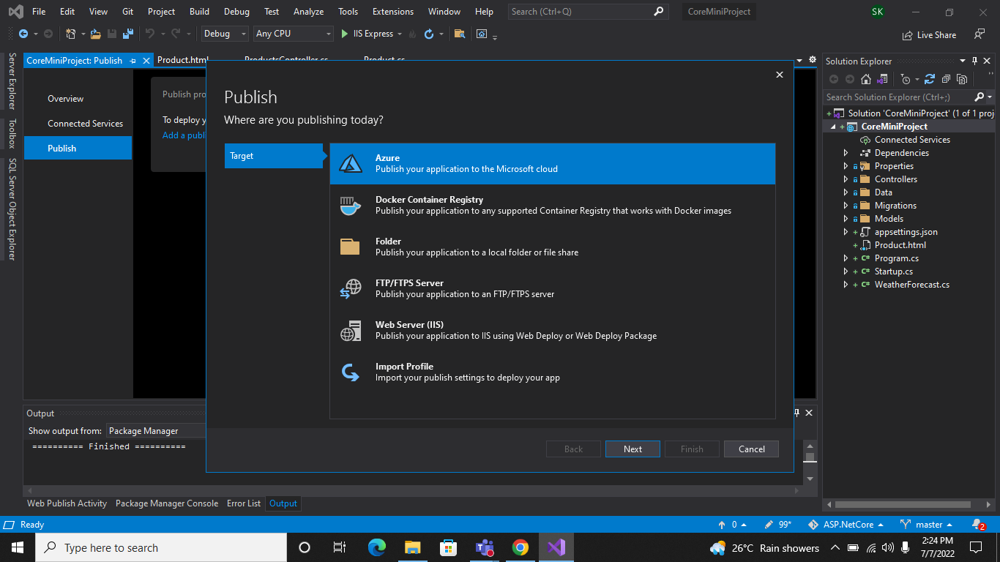 File Edit View Git Project Build Debug Test Analyze Tools Extensions Window Help Search (Ctrl+Q) CoreMiniProject SK
Debug Any CPU IIS Express Live Share
Server Explorer
Toolbox
SQL Server Object Explorer
CoreMiniProject: Publish Product.html ProductsController.cs Product.cs
Overview
Connected Services
Publish
Publish pro
To deploy y
Add a publ
Publish
Where are you publishing today?
Target
Azure
Publish your application to the Microsoft cloud
Docker Container Registry
Publish your application to any supported Container Registry that works with Docker images
Folder
Publish your application to a local folder or file share
FTP/FTPS Server
Publish your application to an FTP/FTPS server
Web Server (IIS)
Publish your application to IIS using Web Deploy or Web Deploy Package
Import Profile
Import your publish settings to deploy your app
Back Next Finish Cancel
Solution Explorer
Search Solution Explorer (Ctrl+;)
Solution 'CoreMiniProject' (1 of 1 proj
CoreMiniProject
Connected Services
Dependencies
Properties
Controllers
Data
Migrations
Models
appsettings.json
Product.html
C# Program.cs
C# Startup.cs
C# WeatherForecast.cs
Output
Show output from: Package Manager
========== Finished ==========
Web Publish Activity Package Manager Console Error List Output
Ready 0 99* ASP.NetCore master 2
Type here to search 26°C Rain showers 2:24 PM
7/7/2022